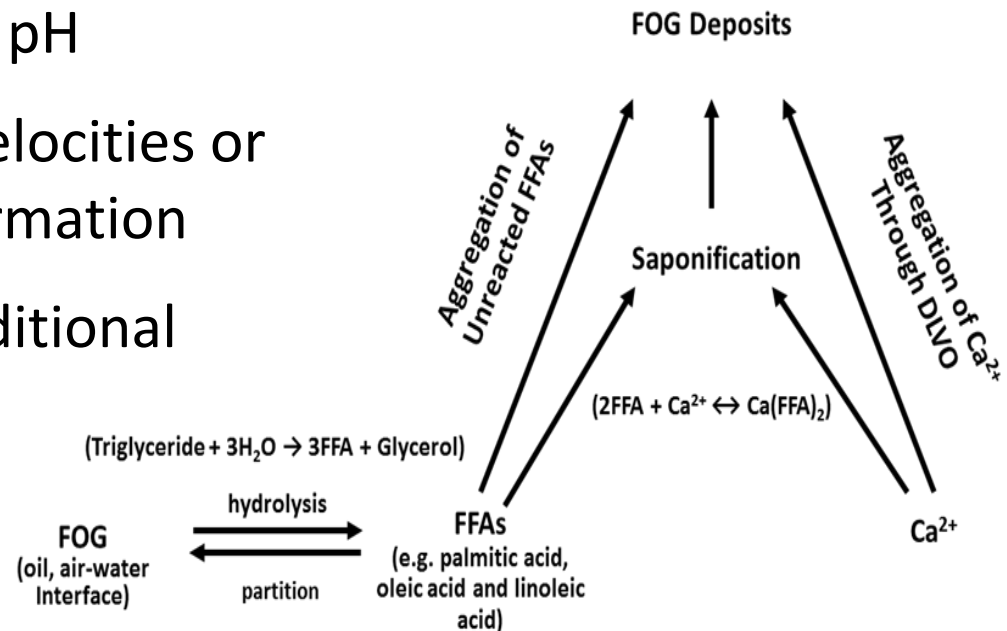 pH
elocities or
rmation
ditional
FOG Deposits
Aggregation of
Unreacted FFAs
Aggregation of Ca²⁺
Through DLVO
Saponification
(2FFA + Ca²⁺ ↔ Ca(FFA)₂)
(Triglyceride + 3H₂O → 3FFA + Glycerol)
hydrolysis
FOG
(oil, air-water
Interface)
partition
FFAs
(e.g. palmitic acid,
oleic acid and linoleic
acid)
Ca²⁺